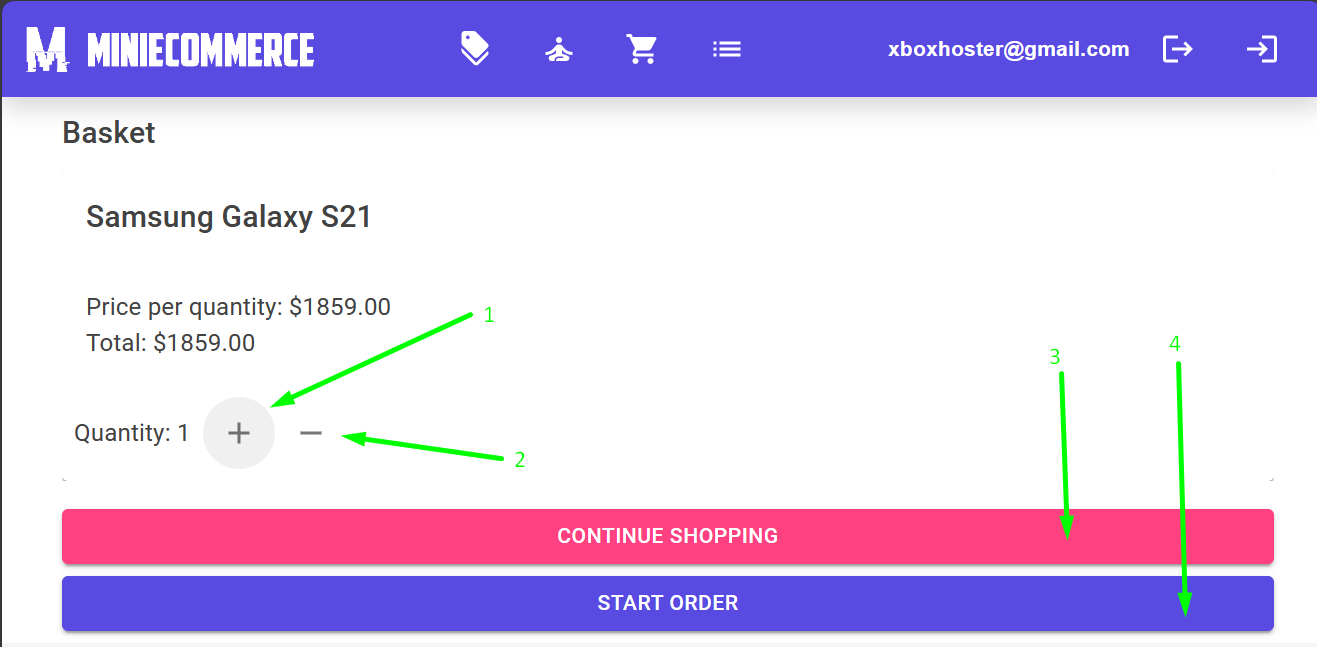 MINIECOMMERCE
xboxhoster@gmail.com
Basket
Samsung Galaxy S21
Price per quantity: $1859.00
1
Total: $1859.00
4
3
Quantity: 1
2
CONTINUE SHOPPING
START ORDER